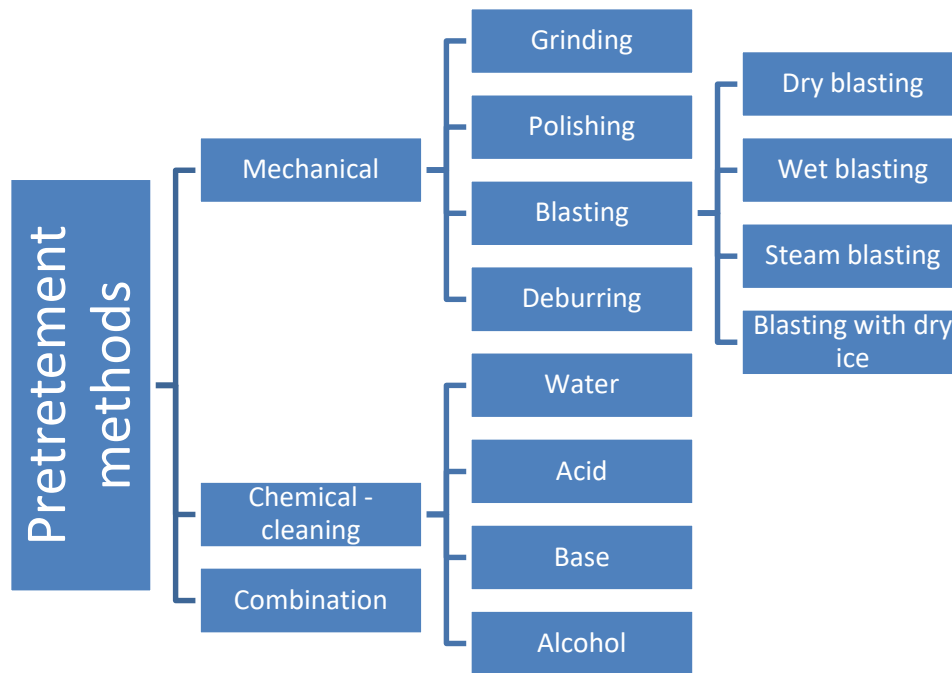 Pretretement
methods
Mechanical
Grinding
Polishing
Blasting
Dry blasting
Wet blasting
Steam blasting
Blasting with dry
ice
Deburring
Chemical -
cleaning
Water
Acid
Base
Alcohol
Combination